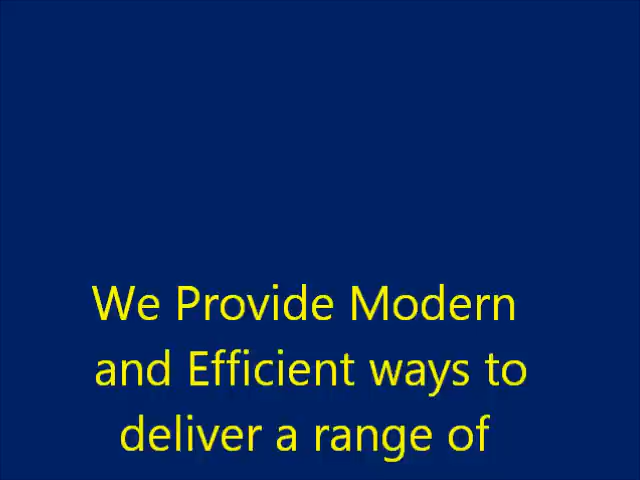 We Provide Modern
and Efficient ways to
deliver a range of